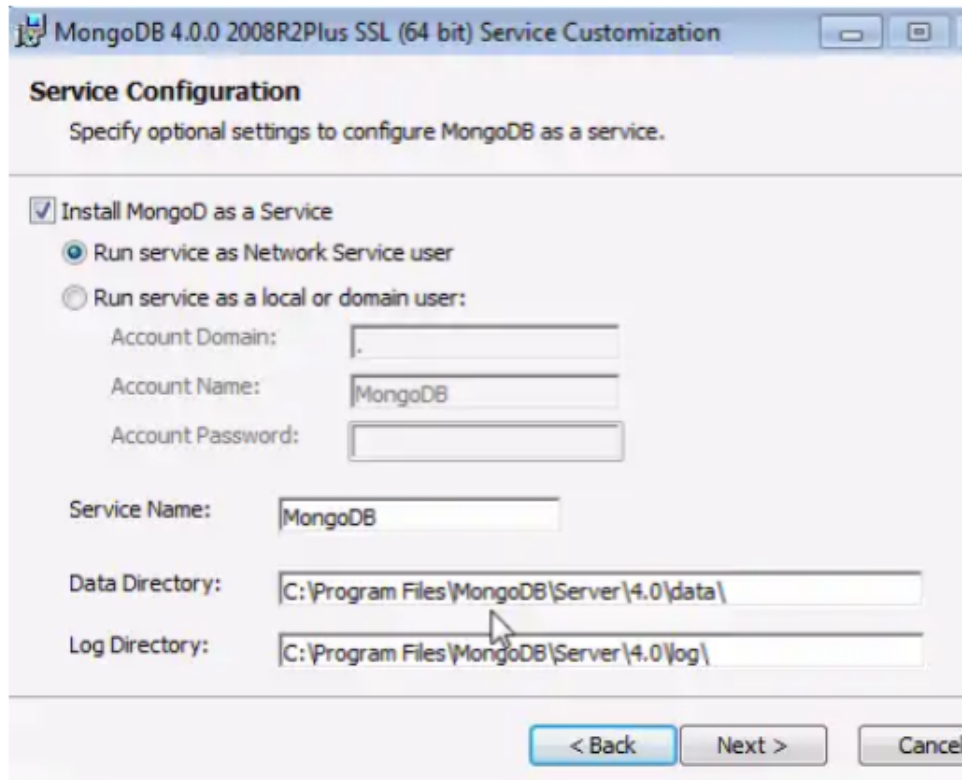 MongoDB 4.0.0 2008R2Plus SSL (64 bit) Service Customization
Service Configuration
Specify optional settings to configure MongoDB as a service.
Install MongoD as a Service
Run service as Network Service user
Run service as a local or domain user:
Account Domain: .
Account Name: MongoDB
Account Password:
Service Name: MongoDB
Data Directory: C:\Program Files\MongoDB\Server\4.0\data\
Log Directory: C:\Program Files\MongoDB\Server\4.0\log\
< Back Next > Cancel